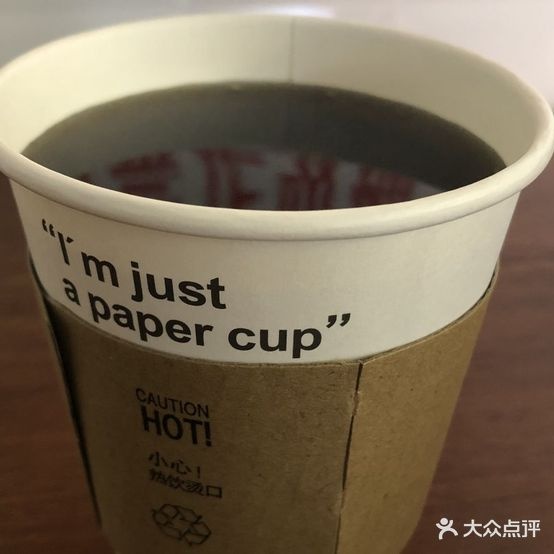 “I'm just
a paper cup”
CAUTION
HOT!
小心！
热饮烫口
大众点评